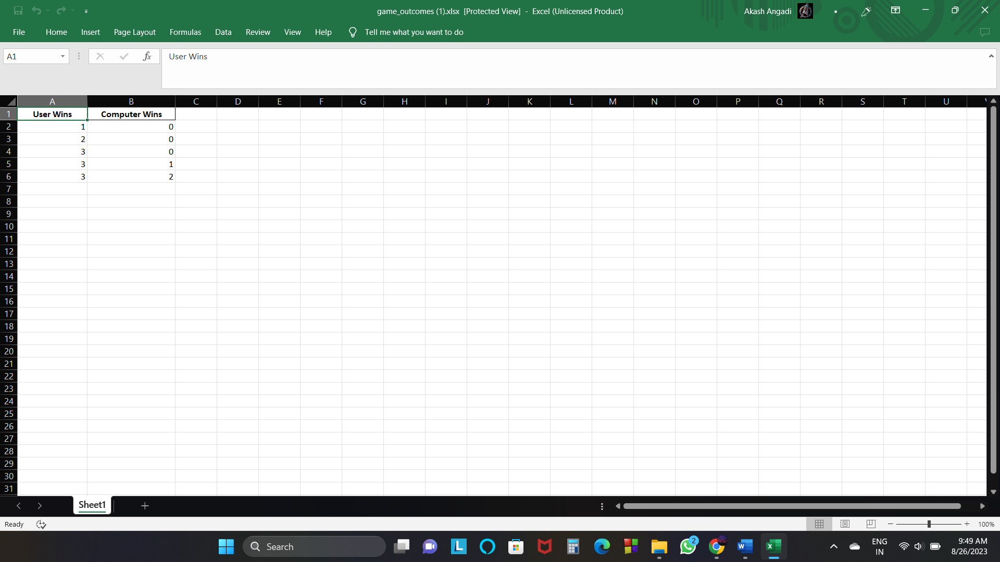 game_outcomes (1).xlsx [Protected View] - Excel (Unlicensed Product)
Akash Angadi
File Home Insert Page Layout Formulas Data Review View Help Tell me what you want to do
A1 fx User Wins
A B C D E F G H I J K L M N O P Q R S T U
1 User Wins Computer Wins
2 1 0
3 2 0
4 3 0
5 3 1
6 3 2
7
8
9
10
11
12
13
14
15
16
17
18
19
20
21
22
23
24
25
26
27
28
29
30
31
Sheet1
Ready 100%
Search
2
ENG
IN
9:49 AM
8/26/2023